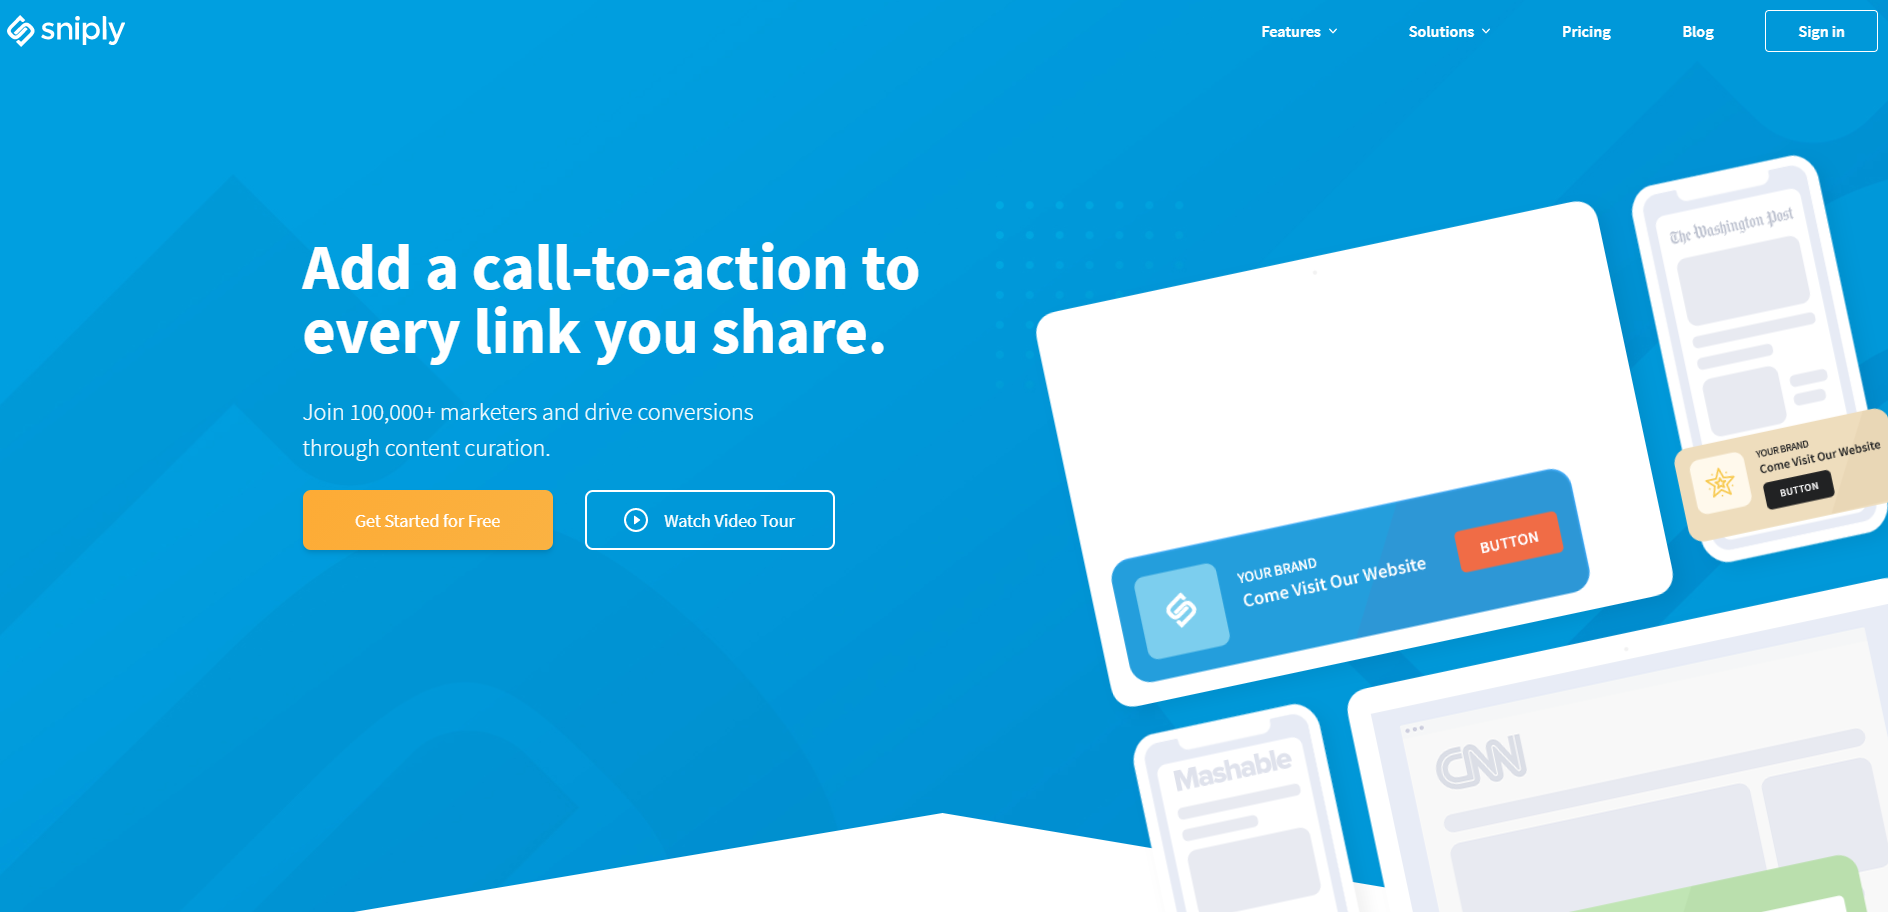 sniply
Features
Solutions
Pricing
Blog
Sign in
Add a call-to-action to
every link you share.
Join 100,000+ marketers and drive conversions
through content curation.
Get Started for Free
Watch Video Tour
The Washington Post
YOUR BRAND
Come Visit Our Website
BUTTON
YOUR BRAND
Come Visit Our Website
BUTTON
Mashable
CNN